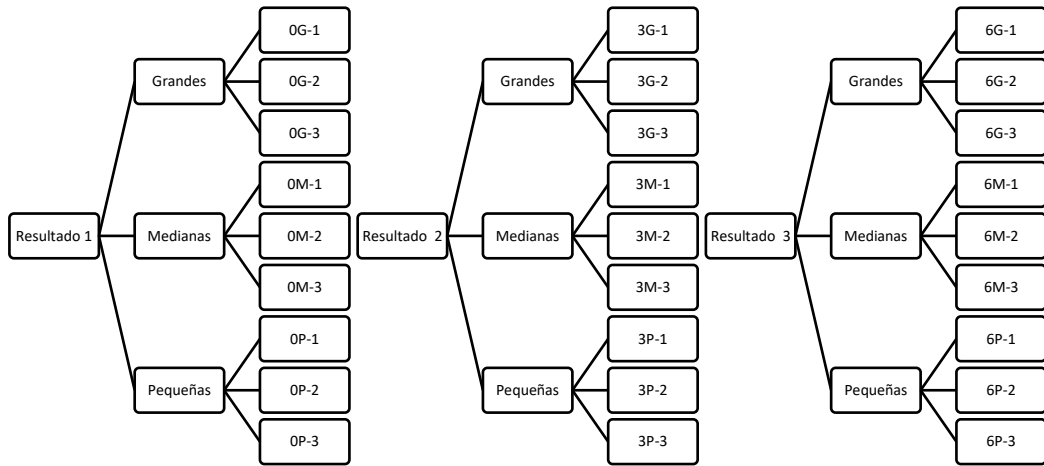 Resultado 1
Grandes
0G-1
0G-2
0G-3
Medianas
0M-1
0M-2
0M-3
Pequeñas
0P-1
0P-2
0P-3
Resultado 2
Grandes
3G-1
3G-2
3G-3
Medianas
3M-1
3M-2
3M-3
Pequeñas
3P-1
3P-2
3P-3
Resultado 3
Grandes
6G-1
6G-2
6G-3
Medianas
6M-1
6M-2
6M-3
Pequeñas
6P-1
6P-2
6P-3